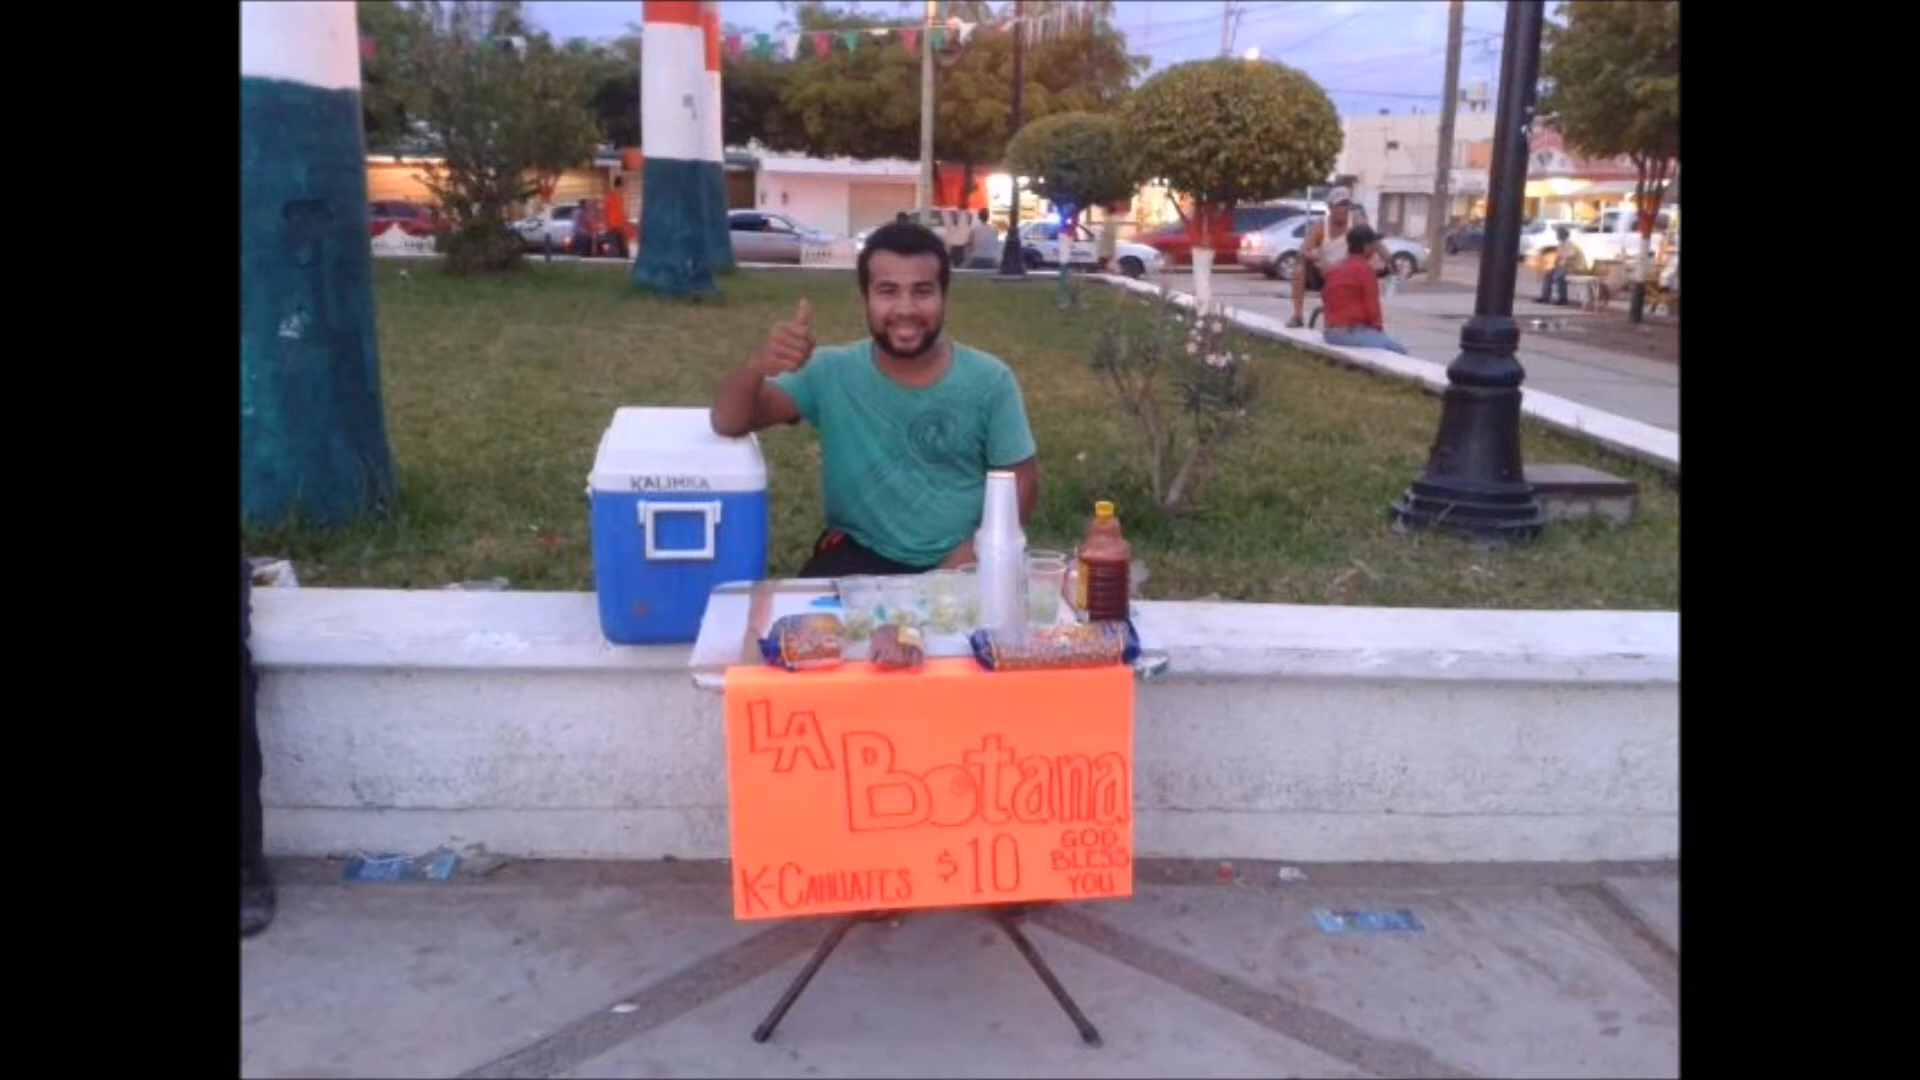 KALIMBA
LA
Botana
K-CAHUATES $10
GOD
BLESS
YOU